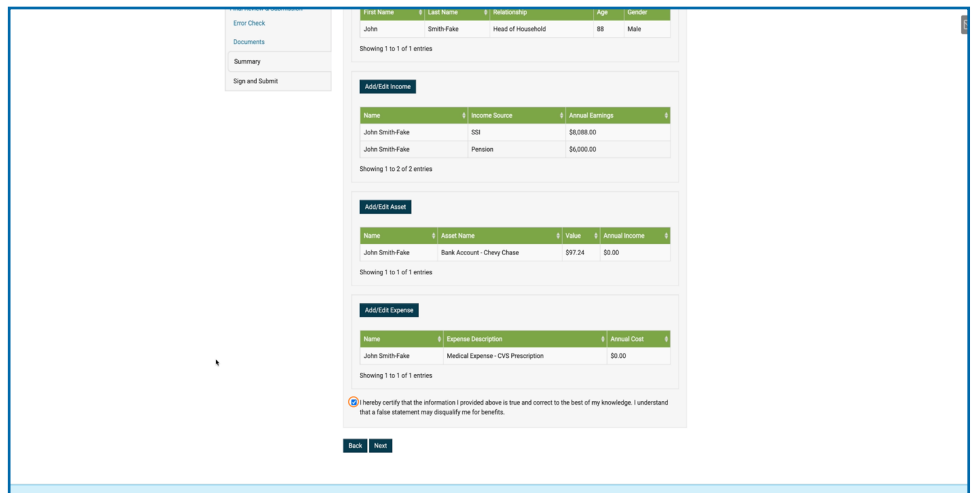 Error Check
Documents
Summary
Sign and Submit
First Name Last Name Relationship Age Gender
John Smith-Fake Head of Household 88 Male
Showing 1 to 1 of 1 entries
Add/Edit Income
Name Income Source Annual Earnings
John Smith-Fake SSI $8,088.00
John Smith-Fake Pension $6,000.00
Showing 1 to 2 of 2 entries
Add/Edit Asset
Name Asset Name Value Annual Income
John Smith-Fake Bank Account - Chevy Chase $97.24 $0.00
Showing 1 to 1 of 1 entries
Add/Edit Expense
Name Expense Description Annual Cost
John Smith-Fake Medical Expense - CVS Prescription $0.00
Showing 1 to 1 of 1 entries
I hereby certify that the information I provided above is true and correct to the best of my knowledge. I understand
that a false statement may disqualify me for benefits.
Back Next